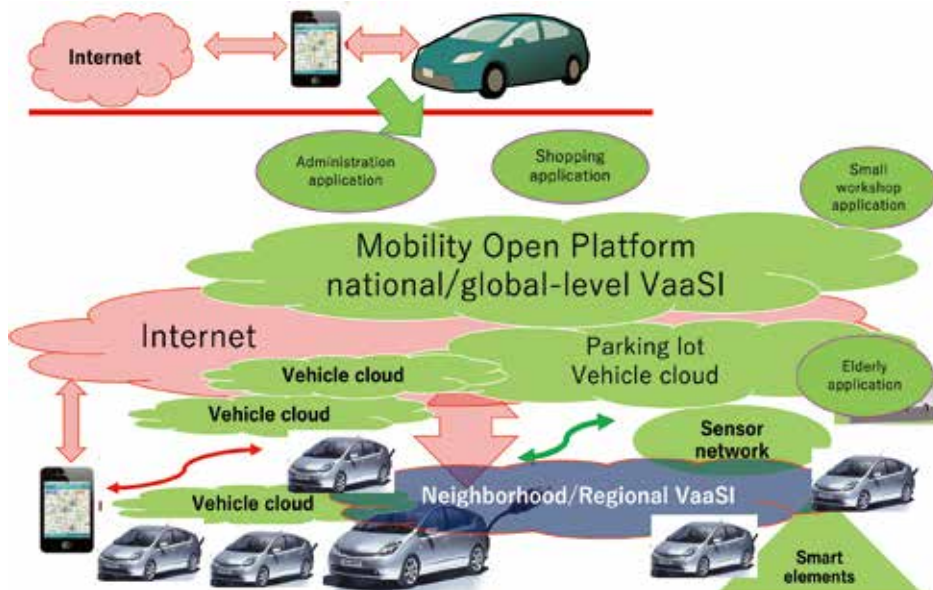 Internet
Administration
application
Shopping
application
Small
workshop
application
Mobility Open Platform
national/global-level VaaSI
Internet
Parking lot
Vehicle cloud
Vehicle cloud
Elderly
application
Vehicle cloud
Sensor
network
Vehicle cloud
Neighborhood/Regional VaaSI
Smart
elements